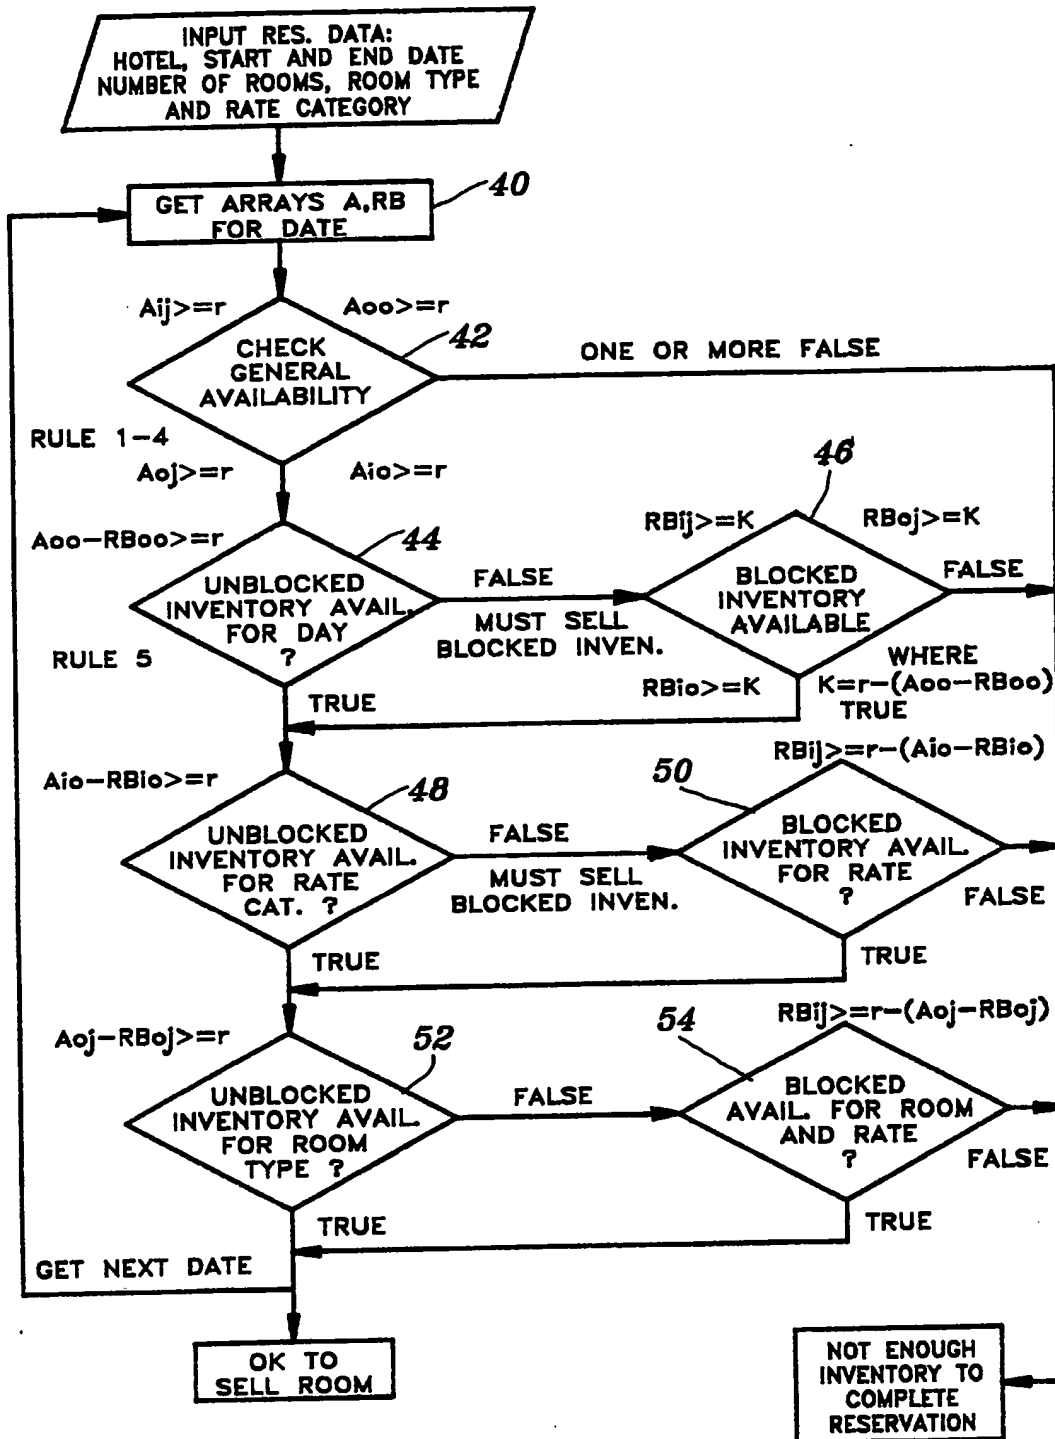 INPUT RES. DATA:
HOTEL, START AND END DATE
NUMBER OF ROOMS, ROOM TYPE
AND RATE CATEGORY
GET ARRAYS A,RB
FOR DATE
40
Aij>=r
Aoo>=r
CHECK
GENERAL
AVAILABILITY
42
ONE OR MORE FALSE
RULE 1-4
Aoj>=r
Aio>=r
Aoo-RBoo>=r
44
UNBLOCKED
INVENTORY AVAIL.
FOR DAY
?
RULE 5
FALSE
MUST SELL
BLOCKED INVEN.
46
RBij>=K
RBoj>=K
BLOCKED
INVENTORY
AVAILABLE
FALSE
RBio>=K
WHERE
K=r-(Aoo-RBoo)
TRUE
TRUE
Aio-RBio>=r
48
UNBLOCKED
INVENTORY AVAIL.
FOR RATE
CAT. ?
FALSE
MUST SELL
BLOCKED INVEN.
RBij>=r-(Aio-RBio)
50
BLOCKED
INVENTORY AVAIL.
FOR RATE
?
FALSE
TRUE
TRUE
Aoj-RBoj>=r
52
UNBLOCKED
INVENTORY AVAIL.
FOR ROOM
TYPE ?
FALSE
RBij>=r-(Aoj-RBoj)
54
BLOCKED
AVAIL. FOR ROOM
AND RATE
?
FALSE
TRUE
TRUE
GET NEXT DATE
OK TO
SELL ROOM
NOT ENOUGH
INVENTORY TO
COMPLETE
RESERVATION